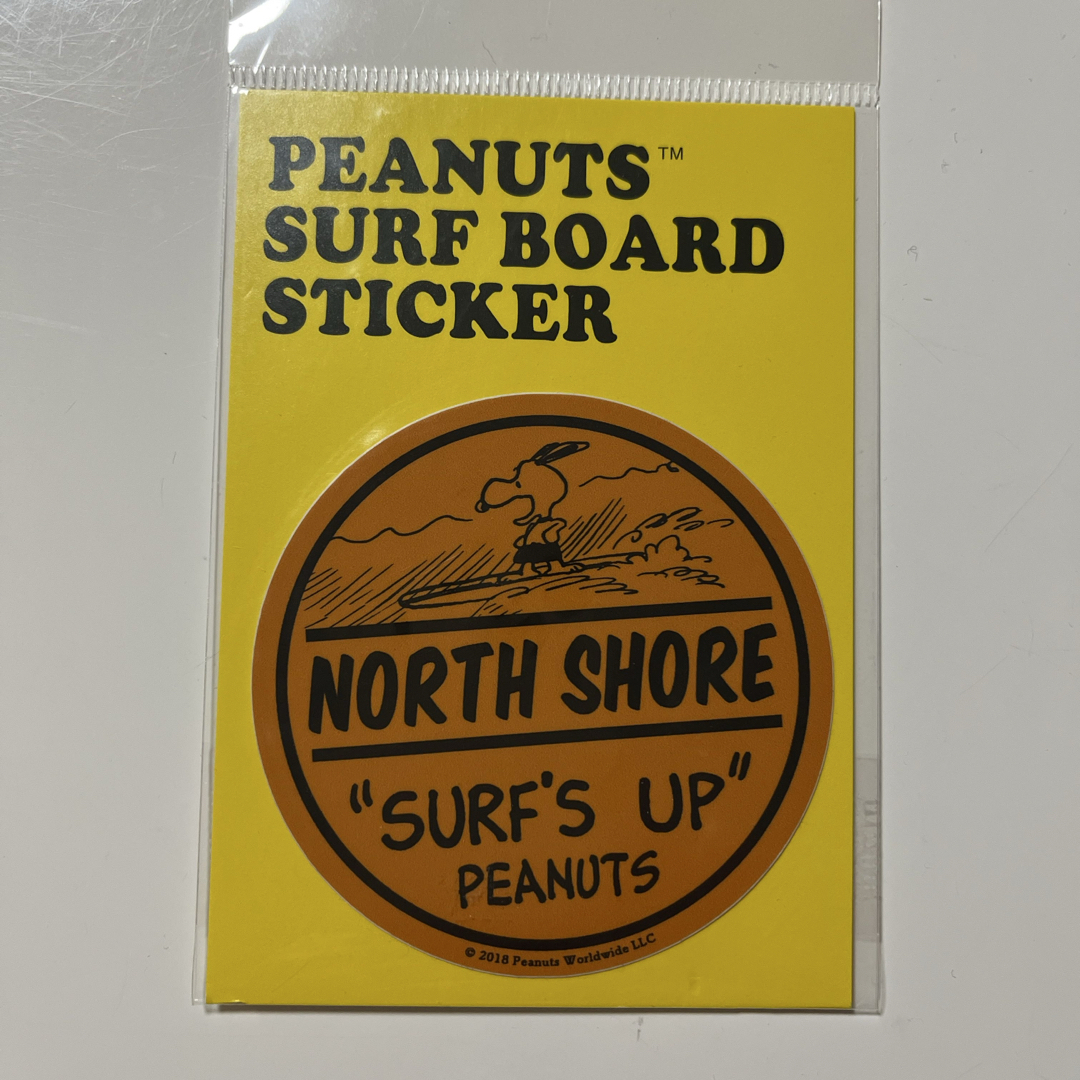 PEANUTS™
SURF BOARD
STICKER
NORTH SHORE
"SURF'S UP"
PEANUTS
© 2018 Peanuts Worldwide LLC